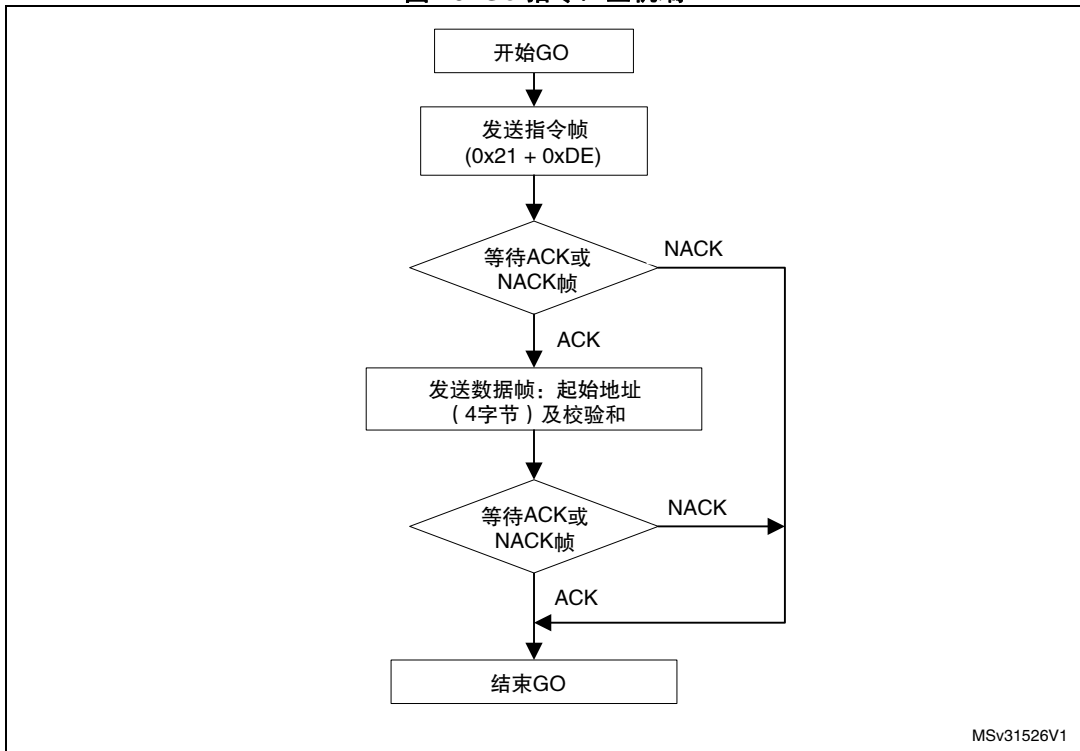 开始GO
发送指令帧
(0x21 + 0xDE)
等待ACK或
NACK帧
NACK
ACK
发送数据帧：起始地址
（4字节）及校验和
等待ACK或
NACK帧
NACK
ACK
结束GO
MSv31526V1